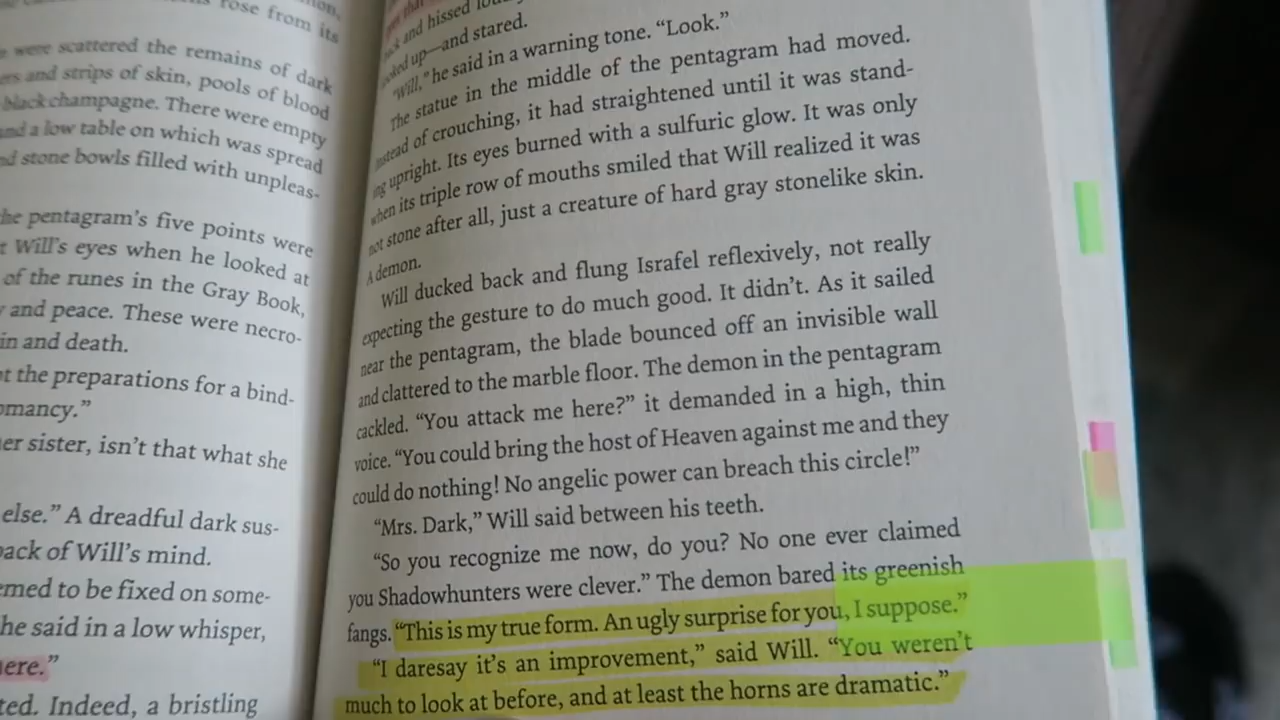 rose from its
were scattered the remains of dark
and strips of skin, pools of blood
black champagne. There were empty
and a low table on which was spread
nd stone bowls filled with unpleas-
he pentagram’s five points were
t Will’s eyes when he looked at
of the runes in the Gray Book,
and peace. These were necro-
in and death.
t the preparations for a bind-
omancy.”
er sister, isn’t that what she
else.” A dreadful dark sus-
back of Will’s mind.
med to be fixed on some-
he said in a low whisper,
ere.”
ted. Indeed, a bristling
and hissed
up—and stared.
“Will,” he said in a warning tone. “Look.”
The statue in the middle of the pentagram had moved.
Instead of crouching, it had straightened until it was stand-
ing upright. Its eyes burned with a sulfuric glow. It was only
when its triple row of mouths smiled that Will realized it was
not stone after all, just a creature of hard gray stonelike skin.
A demon.
Will ducked back and flung Israfel reflexively, not really
expecting the gesture to do much good. It didn’t. As it sailed
near the pentagram, the blade bounced off an invisible wall
and clattered to the marble floor. The demon in the pentagram
cackled. “You attack me here?” it demanded in a high, thin
voice. “You could bring the host of Heaven against me and they
could do nothing! No angelic power can breach this circle!”
“Mrs. Dark,” Will said between his teeth.
“So you recognize me now, do you? No one ever claimed
you Shadowhunters were clever.” The demon bared its greenish
fangs. “This is my true form. An ugly surprise for you, I suppose.”
“I daresay it’s an improvement,” said Will. “You weren’t
much to look at before, and at least the horns are dramatic.”